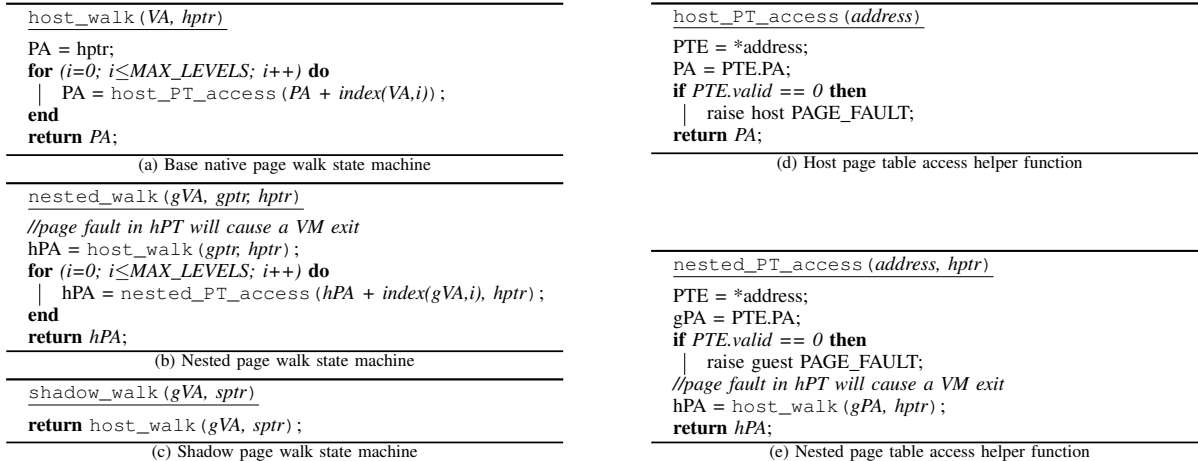 host_walk(VA, hptr)
PA = hptr;
for (i=0; i≤MAX_LEVELS; i++) do
PA = host_PT_access(PA + index(VA,i));
end
return PA;
(a) Base native page walk state machine
nested_walk(gVA, gptr, hptr)
//page fault in hPT will cause a VM exit
hPA = host_walk(gptr, hptr);
for (i=0; i≤MAX_LEVELS; i++) do
hPA = nested_PT_access(hPA + index(gVA,i), hptr);
end
return hPA;
(b) Nested page walk state machine
shadow_walk(gVA, sptr)
return host_walk(gVA, sptr);
(c) Shadow page walk state machine
host_PT_access(address)
PTE = *address;
PA = PTE.PA;
if PTE.valid == 0 then
raise host PAGE_FAULT;
return PA;
(d) Host page table access helper function
nested_PT_access(address, hptr)
PTE = *address;
gPA = PTE.PA;
if PTE.valid == 0 then
raise guest PAGE_FAULT;
//page fault in hPT will cause a VM exit
hPA = host_walk(gPA, hptr);
return hPA;
(e) Nested page table access helper function